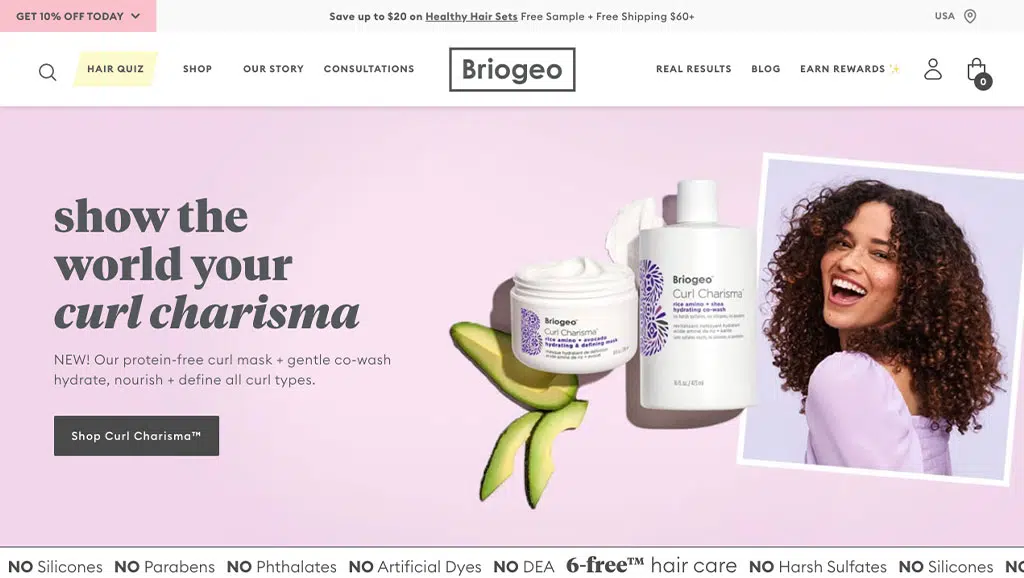 GET 10% OFF TODAY
Save up to $20 on Healthy Hair Sets Free Sample + Free Shipping $60+
USA
HAIR QUIZ
SHOP
OUR STORY
CONSULTATIONS
Briogeo
REAL RESULTS
BLOG
EARN REWARDS
0
show the
world your
curl charisma
NEW! Our protein-free curl mask + gentle co-wash
hydrate, nourish + define all curl types.
Shop Curl Charisma™
Briogeo
Curl Charisma
rice amino + avocado
hydrating & defining mask
Briogeo
Curl Charisma
rice amino + shea
hydrating co-wash
NO Silicones NO Parabens NO Phthalates NO Artificial Dyes NO DEA 6-free™ hair care NO Harsh Sulfates NO Silicones